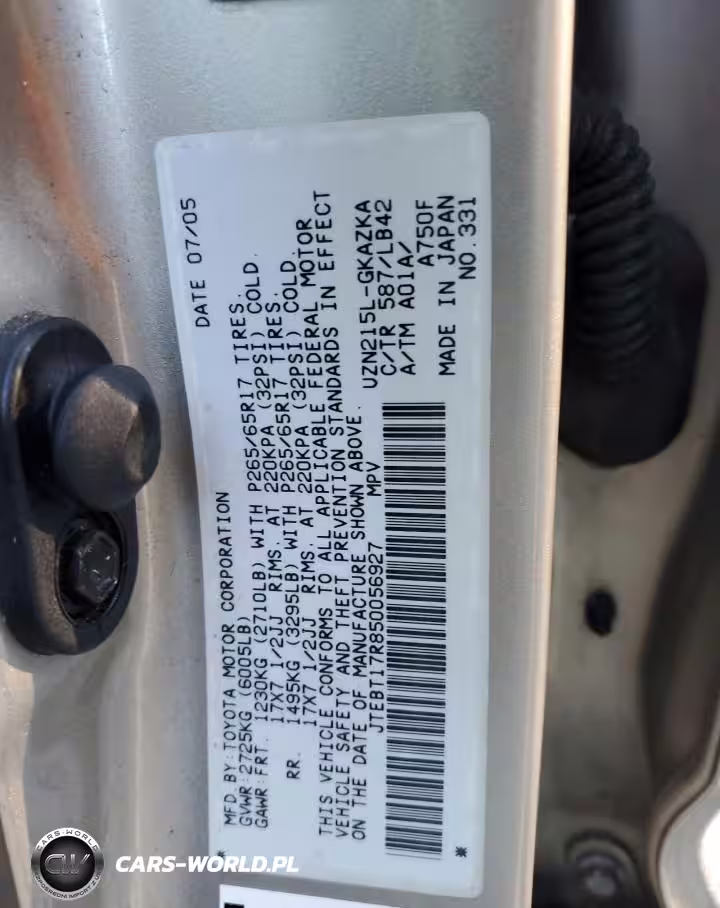 DATE 07/05
MFD. BY: TOYOTA MOTOR CORPORATION
GVWR: 2725KG (6005LB)
GAWR: FRT. 1230KG (2710LB) WITH P265/65R17 TIRES.
17X7 1/2JJ RIMS. AT 220KPA (32PSI) COLD.
RR. 1495KG (3295LB) WITH P265/65R17 TIRES.
17X7 1/2JJ RIMS. AT 220KPA (32PSI) COLD.
THIS VEHICLE CONFORMS TO ALL APPLICABLE FEDERAL MOTOR
VEHICLE SAFETY AND THEFT PREVENTION STANDARDS IN EFFECT
ON THE DATE OF MANUFACTURE SHOWN ABOVE.
JTEBT17R850056927 MPV
UZN215L-GKAZKA
C/TR 587/LB42
A/TM A01A/
A750F
MADE IN JAPAN
NO.331
* *
CARS-WORLD
CW
CARS-WORLD.PL